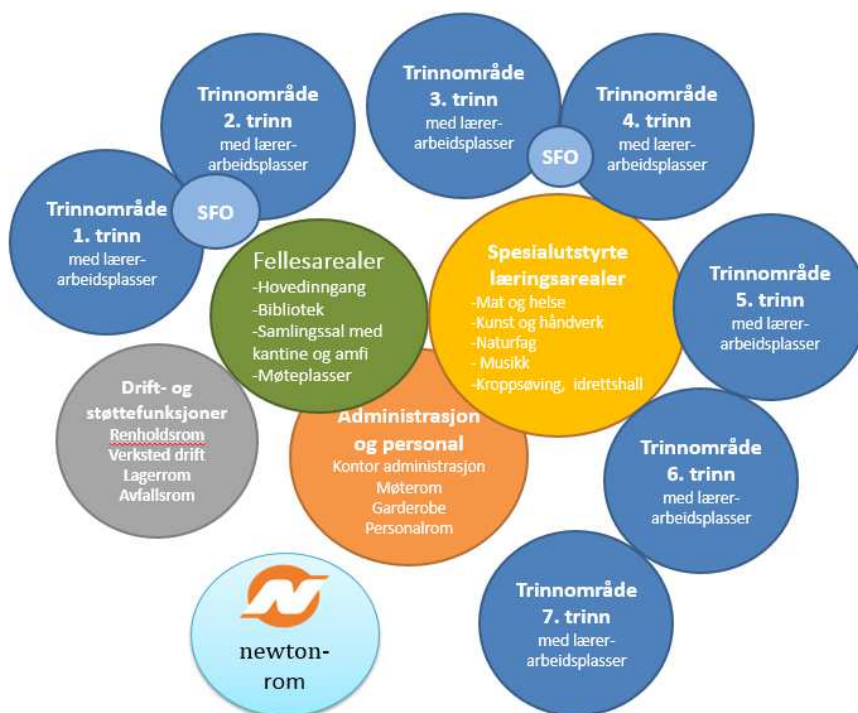 Trinnområde
2. trinn
med lærer-
arbeidsplasser
Trinnområde
3. trinn
med lærer-
arbeidsplasser
Trinnområde
4. trinn
med lærer-
arbeidsplasser
SFO
Trinnområde
1. trinn
med lærer-
arbeidsplasser
SFO
Fellesarealer
-Hovedinngang
-Bibliotek
-Samlingssal med
kantine og amfi
-Møteplasser
Spesialutstyrte
læringsarealer
-Mat og helse
-Kunst og håndverk
-Naturfag
- Musikk
-Kroppsøving, idrettshall
Trinnområde
5. trinn
med lærer-
arbeidsplasser
Drift- og
støttefunksjoner
Renholdsrom
Verksted drift
Lagerrom
Avfallsrom
Administrasjon
og personal
Kontor administrasjon
Møterom
Garderobe
Personalrom
Trinnområde
6. trinn
med lærer-
arbeidsplasser
Trinnområde
7. trinn
med lærer-
arbeidsplasser
N
newton-
rom